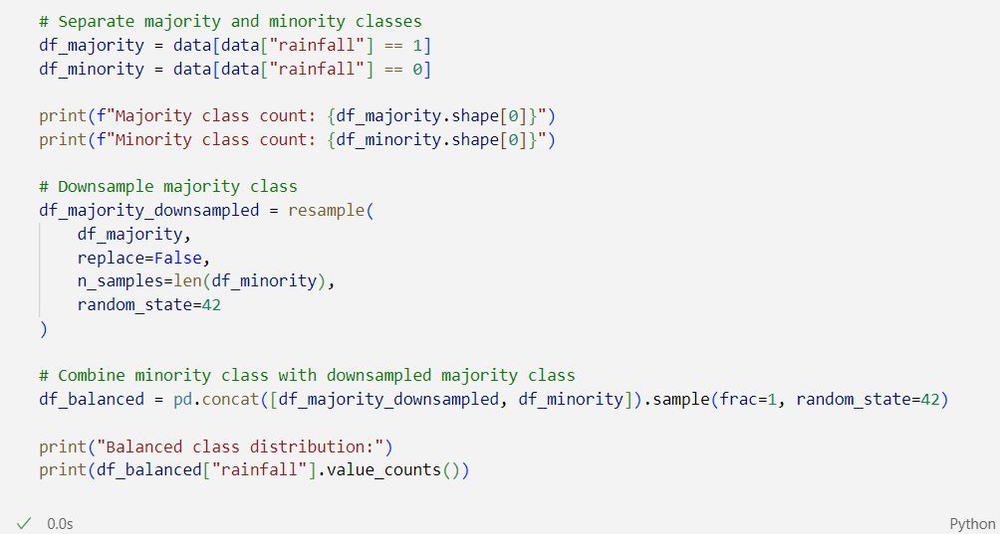 # Separate majority and minority classes
df_majority = data[data["rainfall"] == 1]
df_minority = data[data["rainfall"] == 0]
print(f"Majority class count: {df_majority.shape[0]}")
print(f"Minority class count: {df_minority.shape[0]}")
# Downsample majority class
df_majority_downsampled = resample(
    df_majority,
    replace=False,
    n_samples=len(df_minority),
    random_state=42
)
# Combine minority class with downsampled majority class
df_balanced = pd.concat([df_majority_downsampled, df_minority]).sample(frac=1, random_state=42)
print("Balanced class distribution:")
print(df_balanced["rainfall"].value_counts())
0.0s
Python